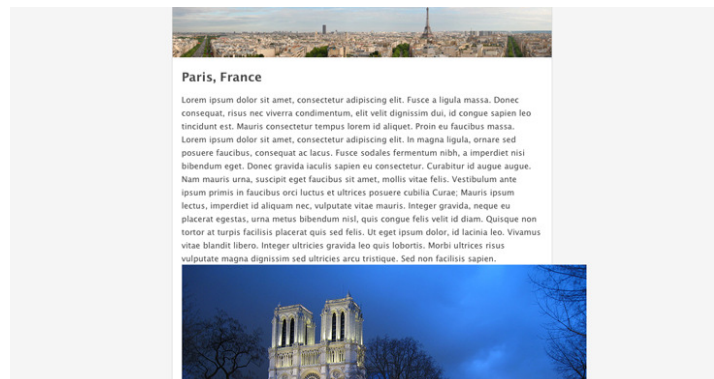 Paris, France
Lorem ipsum dolor sit amet, consectetur adipiscing elit. Fusce a ligula massa. Donec
consequat, risus nec viverra condimentum, elit velit dignissim dui, id congue sapien leo
tincidunt est. Mauris consectetur tempus lorem id aliquet. Proin eu faucibus massa.
Lorem ipsum dolor sit amet, consectetur adipiscing elit. In magna ligula, ornare sed
posuere faucibus, consequat ac lacus. Fusce sodales fermentum nibh, a imperdiet nisi
bibendum eget. Donec gravida iaculis sapien eu consectetur. Curabitur id augue augue.
Nam mauris urna, suscipit eget faucibus sit amet, mollis vitae felis. Vestibulum ante
ipsum primis in faucibus orci luctus et ultrices posuere cubilia Curae; Mauris ipsum
lectus, imperdiet id aliquam nec, vulputate vitae mauris. Integer gravida, neque eu
placerat egestas, urna metus bibendum nisl, quis congue felis velit id diam. Quisque non
tortor at turpis facilisis placerat quis sed felis. Ut eget ipsum dolor, id lacinia leo. Vivamus
vitae blandit libero. Integer ultricies gravida leo quis lobortis. Morbi ultrices risus
vulputate magna dignissim sed ultricies arcu tristique. Sed non facilisis sapien.